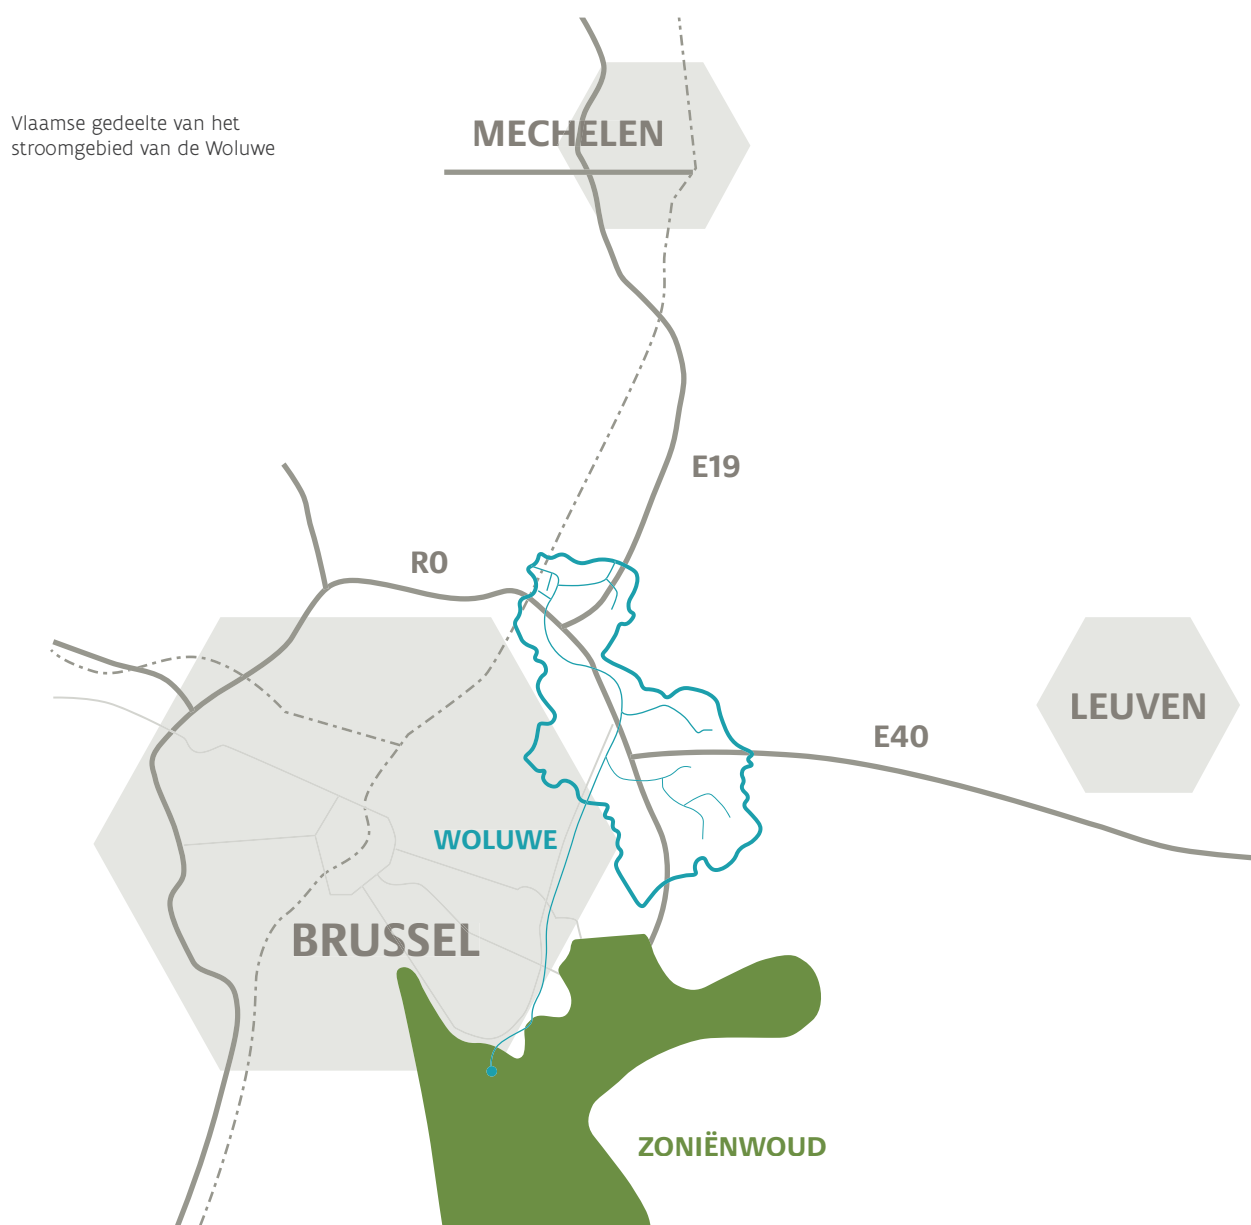 Vlaamse gedeelte van het
stroomgebied van de Woluwe
MECHELEN
E19
R0
LEUVEN
E40
WOLUWE
BRUSSEL
ZONIËNWOUD